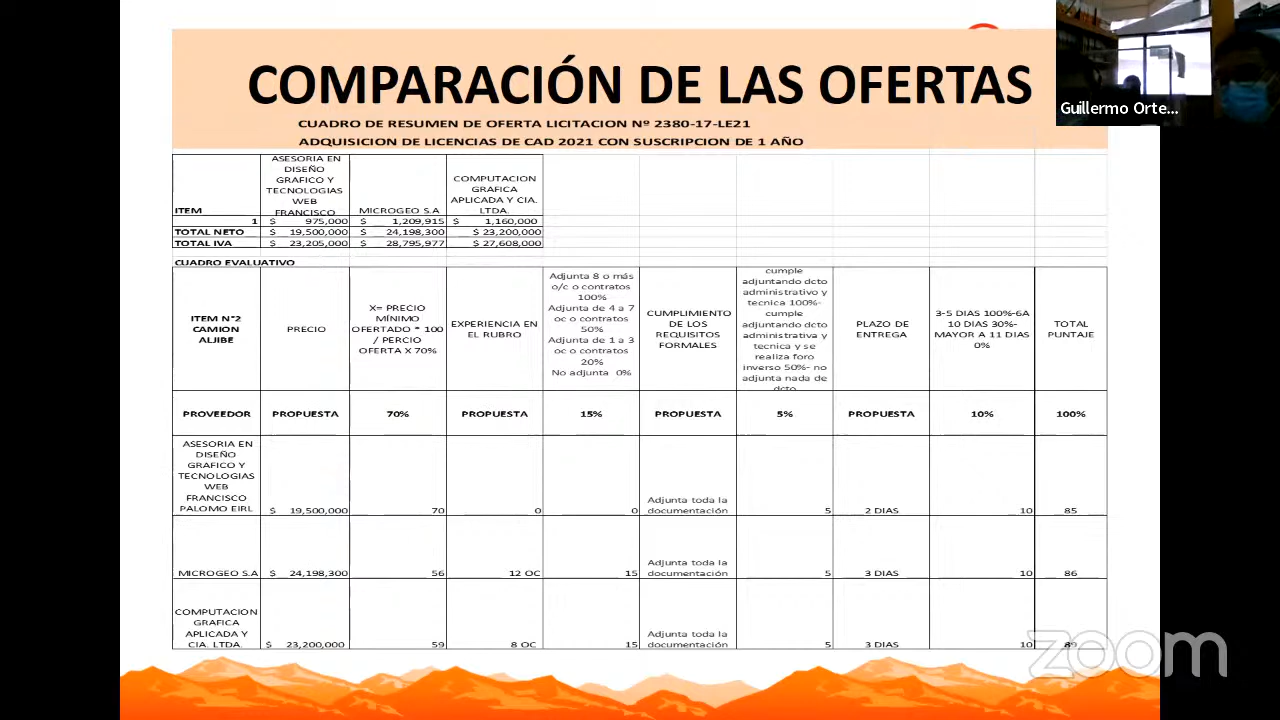 COMPARACIÓN DE LAS OFERTAS
CUADRO DE RESUMEN DE OFERTA LICITACION Nº 2380-17-LE21
ADQUISICION DE LICENCIAS DE CAD 2021 CON SUSCRIPCION DE 1 AÑO
Guillermo Orte...
ITEM
ASESORIA EN
DISEÑO
GRAFICO Y
TECNOLOGIAS
WEB
FRANCISCO
MICROGEO S.A
COMPUTACION
GRAFICA
APLICADA Y CIA.
LTDA.
1 $ 975,000 $ 1,209,915 $ 1,160,000
TOTAL NETO $ 19,500,000 $ 24,198,300 $ 23,200,000
TOTAL IVA $ 23,205,000 $ 28,795,977 $ 27,608,000
CUADRO EVALUATIVO
ITEM N°2
CAMION
ALJIBE
PRECIO
X= PRECIO
MÍNIMO
OFERTADO * 100
/ PERCIO
OFERTA X 70%
EXPERIENCIA EN
EL RUBRO
Adjunta 8 o más
o/c o contratos
100%
Adjunta de 4 a 7
oc o contratos
50%
Adjunta de 1 a 3
oc o contratos
20%
No adjunta 0%
CUMPLIMIENTO
DE LOS
REQUISITOS
FORMALES
cumple
adjuntando dcto
administrativo y
tecnica 100%-
cumple
adjuntando dcto
administrativa y
tecnica y se
realiza foro
inverso 50%- no
adjunta nada de
dcto
PLAZO DE
ENTREGA
3-5 DIAS 100%-6A
10 DIAS 30%-
MAYOR A 11 DIAS
0%
TOTAL
PUNTAJE
PROVEEDOR PROPUESTA 70% PROPUESTA 15% PROPUESTA 5% PROPUESTA 10% 100%
ASESORIA EN
DISEÑO
GRAFICO Y
TECNOLOGIAS
WEB
FRANCISCO
PALOMO EIRL
$ 19,500,000 70 0 0
Adjunta toda la
documentación
5 2 DIAS 10 85
MICROGEO S.A $ 24,198,300 56 12 OC 15
Adjunta toda la
documentación
5 3 DIAS 10 86
COMPUTACION
GRAFICA
APLICADA Y
CIA. LTDA.
$ 23,200,000 59 8 OC 15
Adjunta toda la
documentación
5 3 DIAS 10 89
zoom